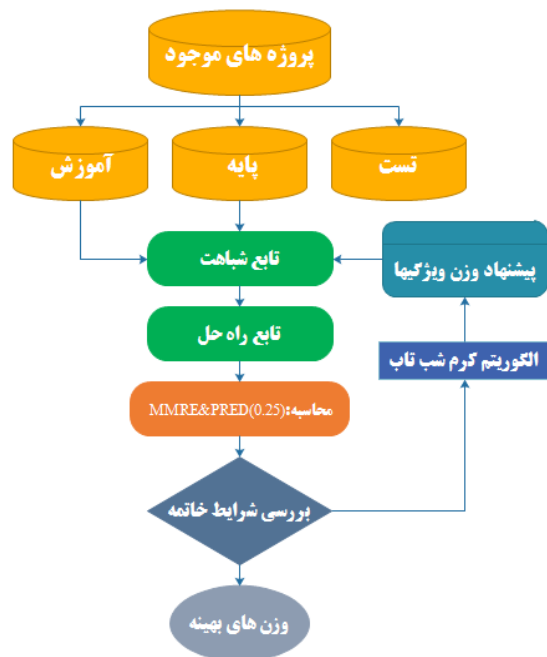 پروژه های موجود
آموزش
پایه
تست
تابع شباهت
پیشنهاد وزن ویژگیها
تابع راه حل
الگوریتم کرم شب تاب
محاسبه:MMRE&PRED(0.25)
بررسی شرایط خاتمه
وزن های بهینه